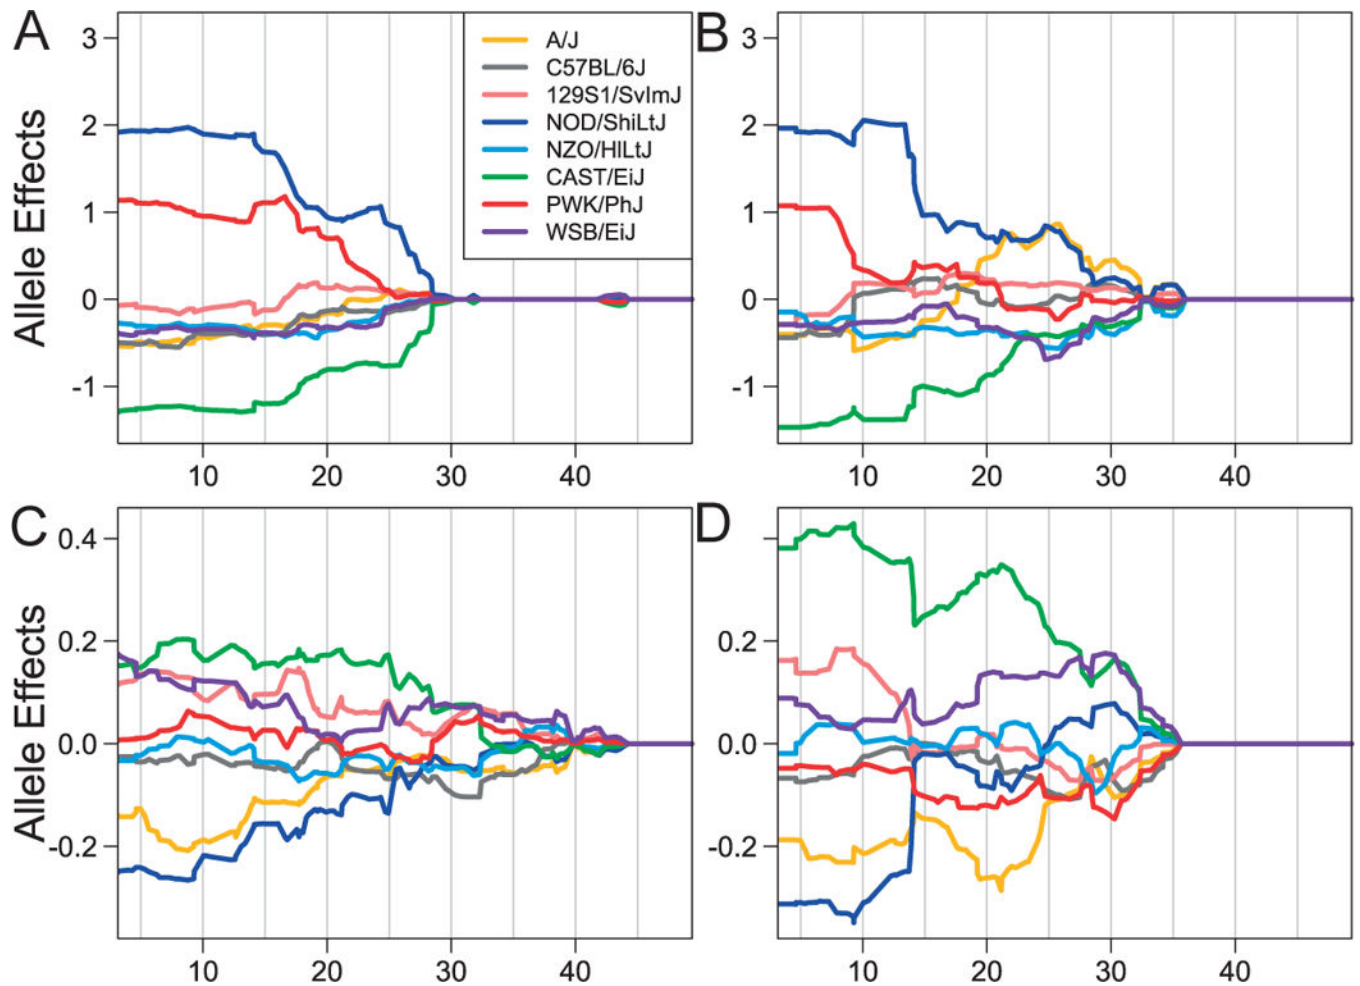 A
B
Allele Effects
3
2
1
0
-1
A/J
C57BL/6J
129S1/SvImJ
NOD/ShiLtJ
NZO/HlLtJ
CAST/EiJ
PWK/PhJ
WSB/EiJ
3
2
1
0
-1
10 20 30 40
10 20 30 40
C
D
Allele Effects
0.4
0.2
0.0
-0.2
0.2
0.0
-0.2
10 20 30 40
10 20 30 40